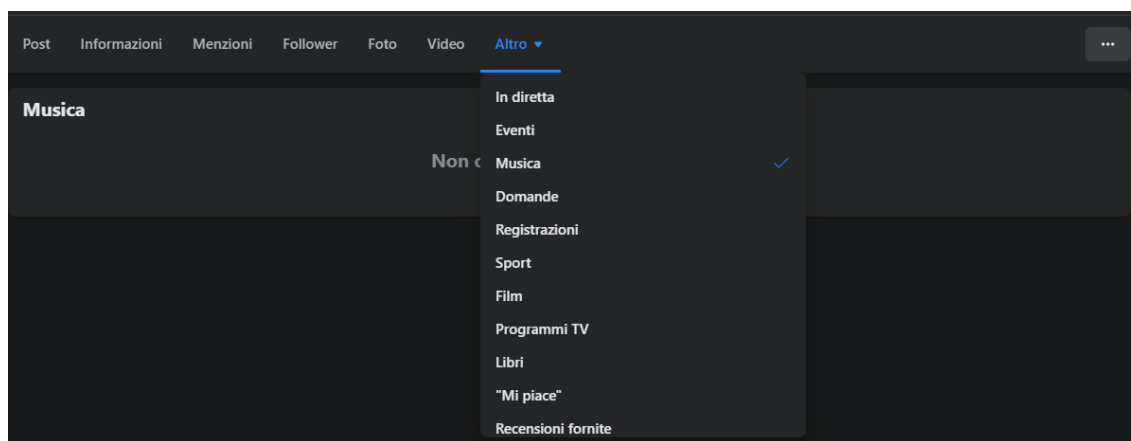 Post Informazioni Menzioni Follower Foto Video Altro
Musica
Non
In diretta
Eventi
Musica
Domande
Registrazioni
Sport
Film
Programmi TV
Libri
"Mi piace"
Recensioni fornite